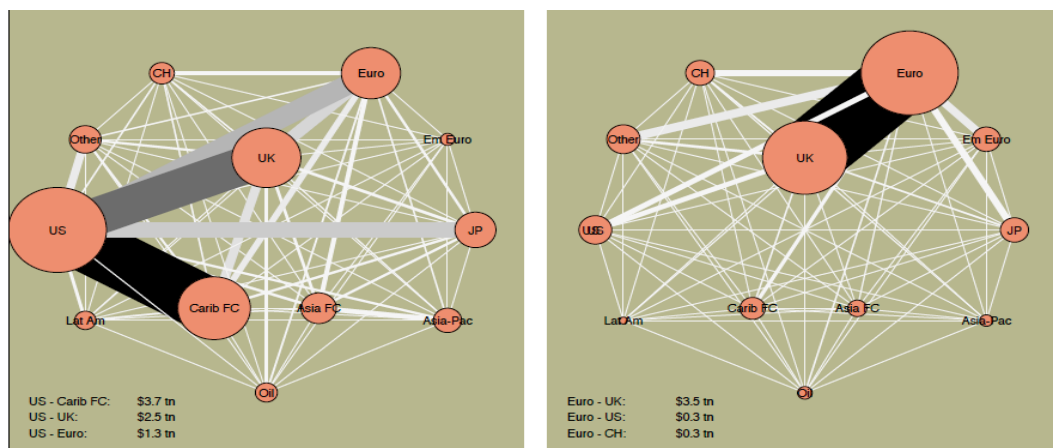 CH
Euro
Other
UK
Em Euro
US
JP
Carib FC
Asia FC
Lat Am
Asia-Pac
Oil
US - Carib FC: $3.7 tn
US - UK: $2.5 tn
US - Euro: $1.3 tn
CH
Euro
Other
UK
Em Euro
US
JP
Carib FC
Asia FC
Lat Am
Asia-Pac
Oil
Euro - UK: $3.5 tn
Euro - US: $0.3 tn
Euro - CH: $0.3 tn